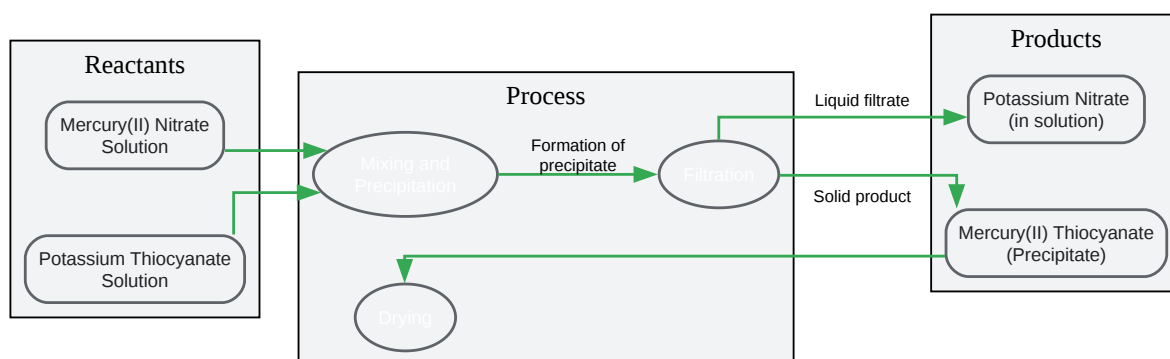 Reactants
Mercury(II) Nitrate
Solution
Potassium Thiocyanate
Solution
Process
Mixing and
Precipitation
Formation of
precipitate
Filtration
Drying
Liquid filtrate
Solid product
Products
Potassium Nitrate
(in solution)
Mercury(II) Thiocyanate
(Precipitate)